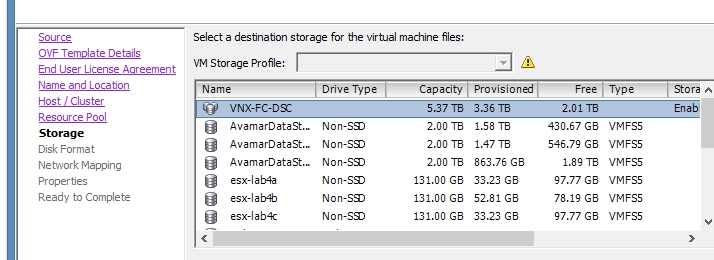 Source
OVF Template Details
End User License Agreement
Name and Location
Host / Cluster
Resource Pool
Storage
Disk Format
Network Mapping
Properties
Ready to Complete
Select a destination storage for the virtual machine files:
VM Storage Profile:
Name Drive Type Capacity Provisioned Free Type Stora
VNX-FC-DSC 5.37 TB 3.36 TB 2.01 TB Enab
AvamarDataSt... Non-SSD 2.00 TB 1.58 TB 430.67 GB VMFS5
AvamarDataSt... Non-SSD 2.00 TB 1.47 TB 546.79 GB VMFS5
AvamarDataSt... Non-SSD 2.00 TB 863.76 GB 1.89 TB VMFS5
esx-lab4a Non-SSD 131.00 GB 33.23 GB 97.77 GB VMFS5
esx-lab4b Non-SSD 131.00 GB 52.81 GB 78.19 GB VMFS5
esx-lab4c Non-SSD 131.00 GB 33.23 GB 97.77 GB VMFS5